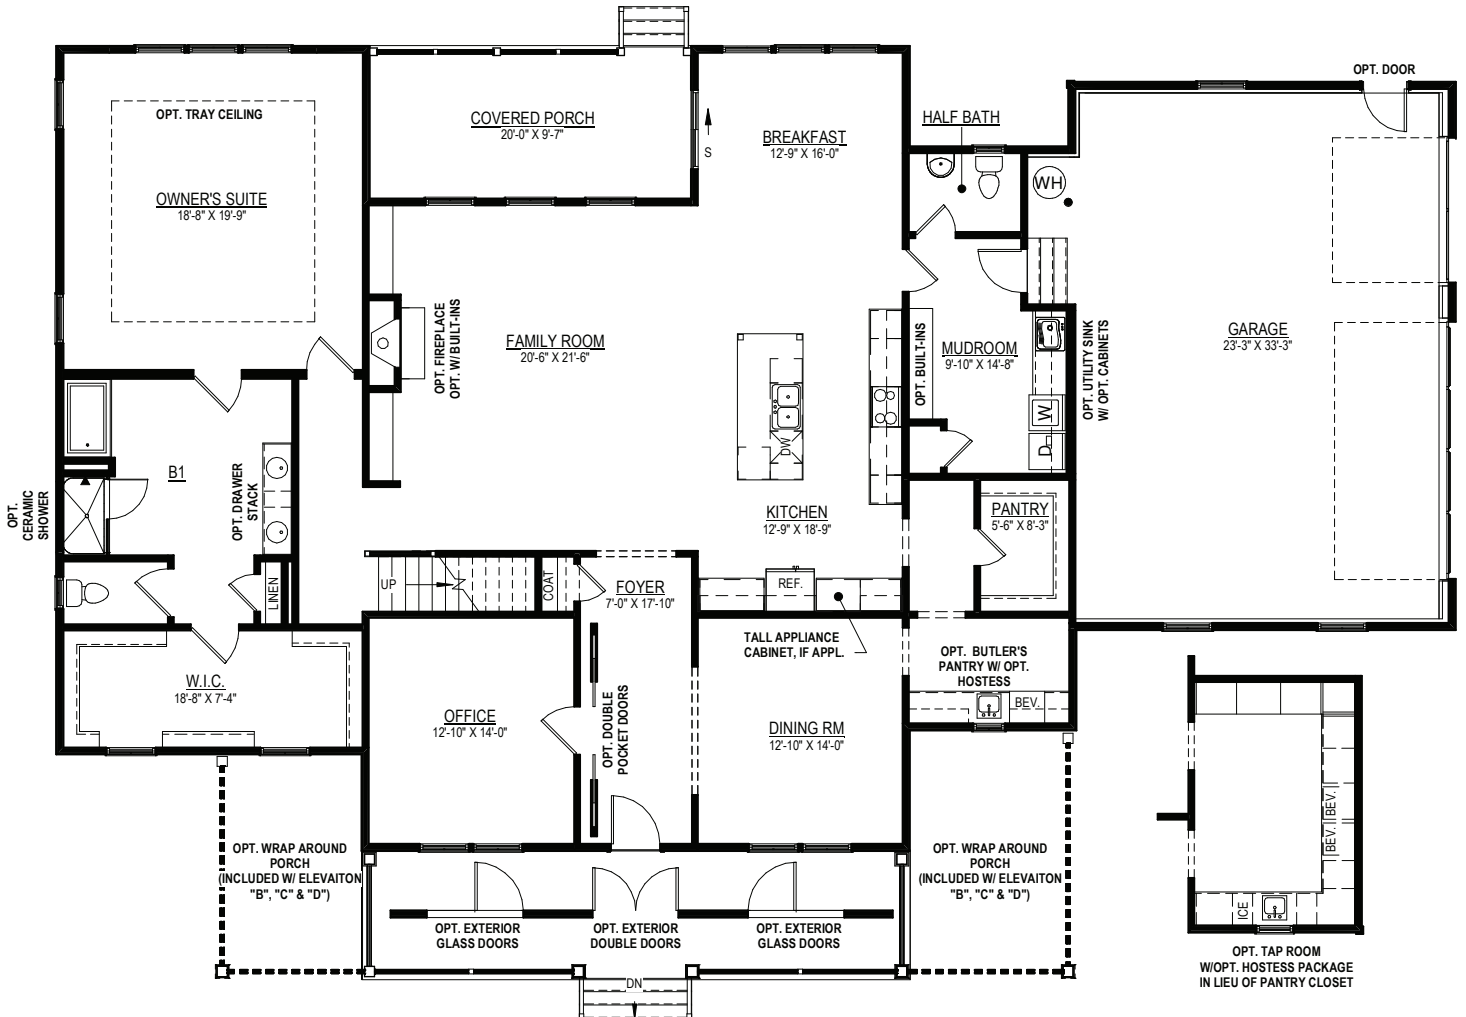 OPT. DOOR
OPT. TRAY CEILING
COVERED PORCH
20'-0" X 9'-7"
HALF BATH
BREAKFAST
12'-9" X 16'-0"
S
WH
OWNER'S SUITE
18'-8" X 19'-9"
OPT. FIREPLACE
OPT. W/ BUILT-INS
FAMILY ROOM
20'-6" X 21'-6"
OPT. BUILT-INS
MUDROOM
9'-10" X 14'-8"
OPT. UTILITY SINK
W/ OPT. CABINETS
GARAGE
23'-3" X 33'-3"
W
D
DW
B1
OPT. DRAWER
STACK
OPT.
CERAMIC
SHOWER
KITCHEN
12'-9" X 18'-9"
PANTRY
5'-6" X 8'-3"
UP
COAT
FOYER
7'-0" X 17'-10"
REF.
LINEN
TALL APPLIANCE
CABINET, IF APPL.
OPT. BUTLER'S
PANTRY W/ OPT.
HOSTESS
BEV.
W.I.C.
18'-8" X 7'-4"
OFFICE
12'-10" X 14'-0"
OPT. DOUBLE
POCKET DOORS
DINING RM
12'-10" X 14'-0"
BEV.
BEV.
ICE
OPT. WRAP AROUND
PORCH
(INCLUDED W/ ELEVAITON
"B", "C" & "D")
OPT. WRAP AROUND
PORCH
(INCLUDED W/ ELEVAITON
"B", "C" & "D")
OPT. EXTERIOR
GLASS DOORS
OPT. EXTERIOR
DOUBLE DOORS
OPT. EXTERIOR
GLASS DOORS
OPT. TAP ROOM
W/OPT. HOSTESS PACKAGE
IN LIEU OF PANTRY CLOSET
DN